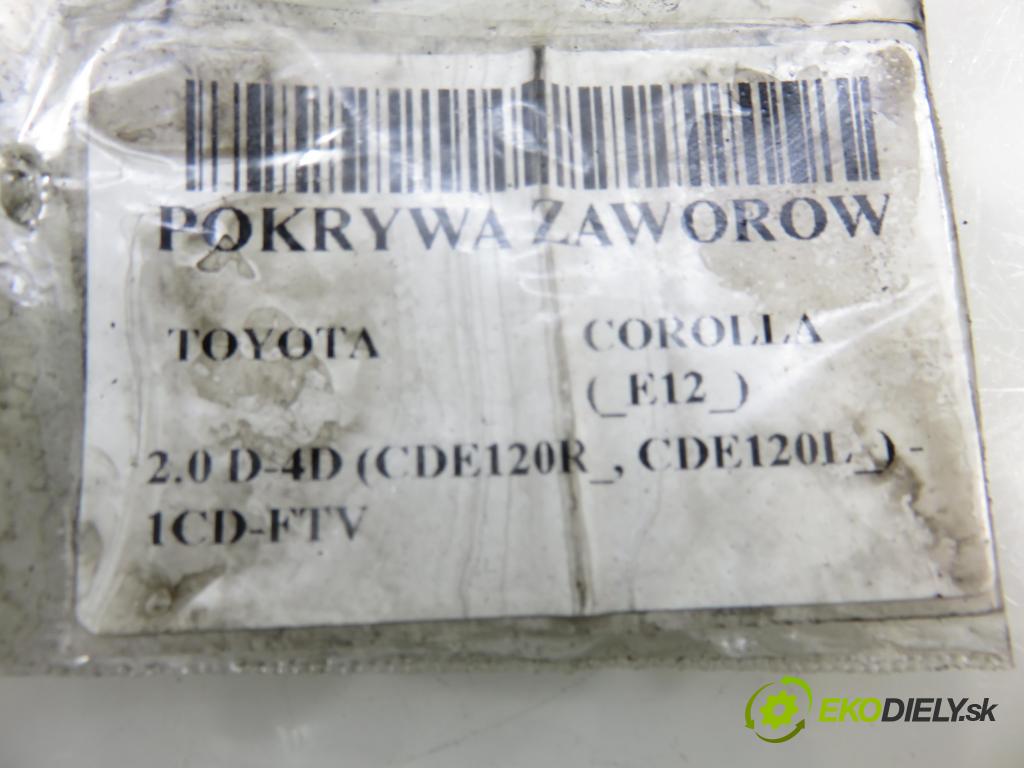 POKRYWA ZAWOROW
TOYOTA COROLLA
(_E12_)
2.0 D-4D (CDE120R_, CDE120L_) -
1CD-FTV
EKODIELY.sk